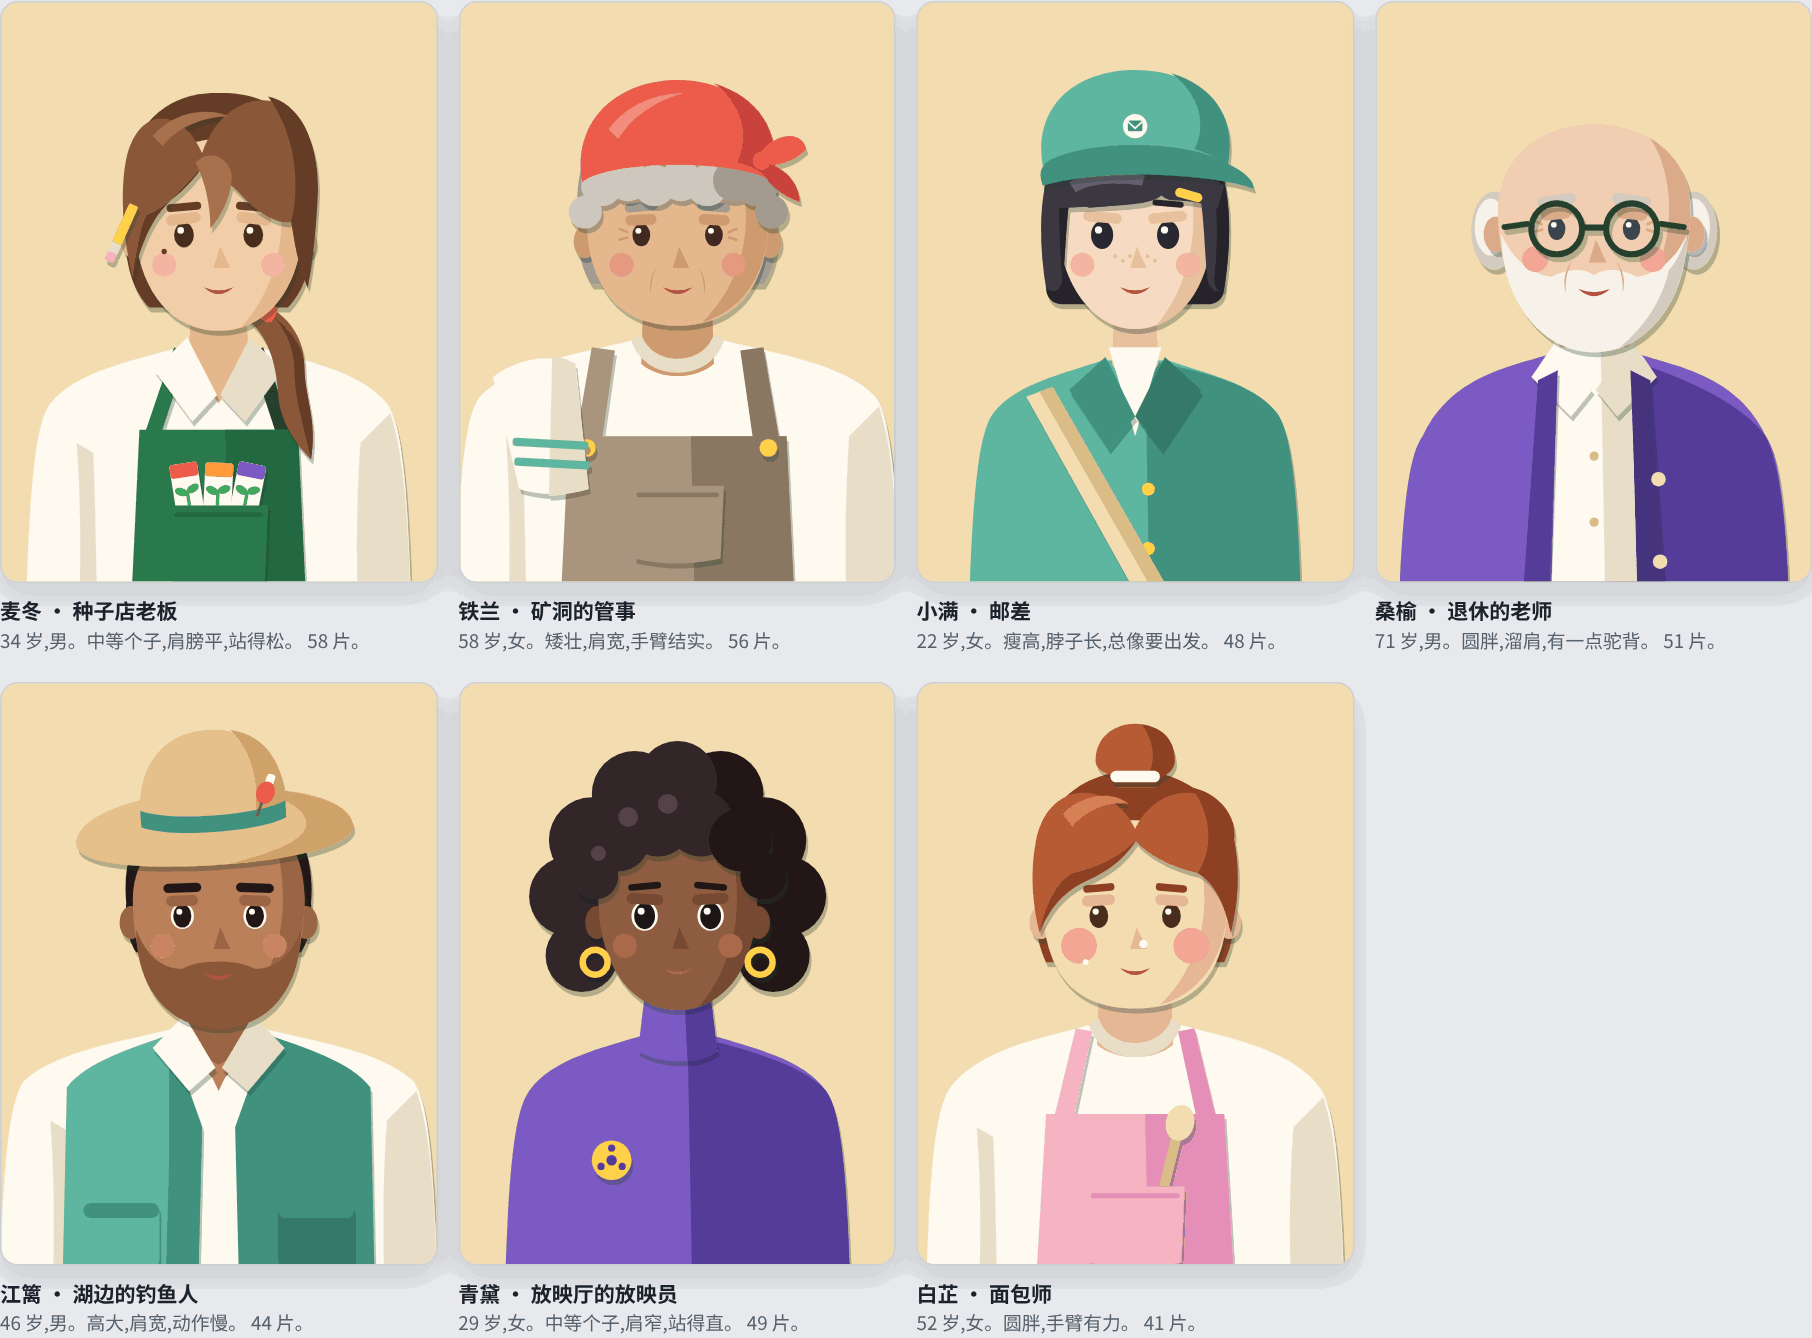 麦冬 · 种子店老板
34 岁,男。中等个子,肩膀平,站得松。 58 片。
铁兰 · 矿洞的管事
58 岁,女。矮壮,肩宽,手臂结实。 56 片。
小满 · 邮差
22 岁,女。瘦高,脖子长,总像要出发。 48 片。
桑榆 · 退休的老师
71 岁,男。圆胖,溜肩,有一点驼背。 51 片。
江篱 · 湖边的钓鱼人
46 岁,男。高大,肩宽,动作慢。 44 片。
青黛 · 放映厅的放映员
29 岁,女。中等个子,肩窄,站得直。 49 片。
白芷 · 面包师
52 岁,女。圆胖,手臂有力。 41 片。